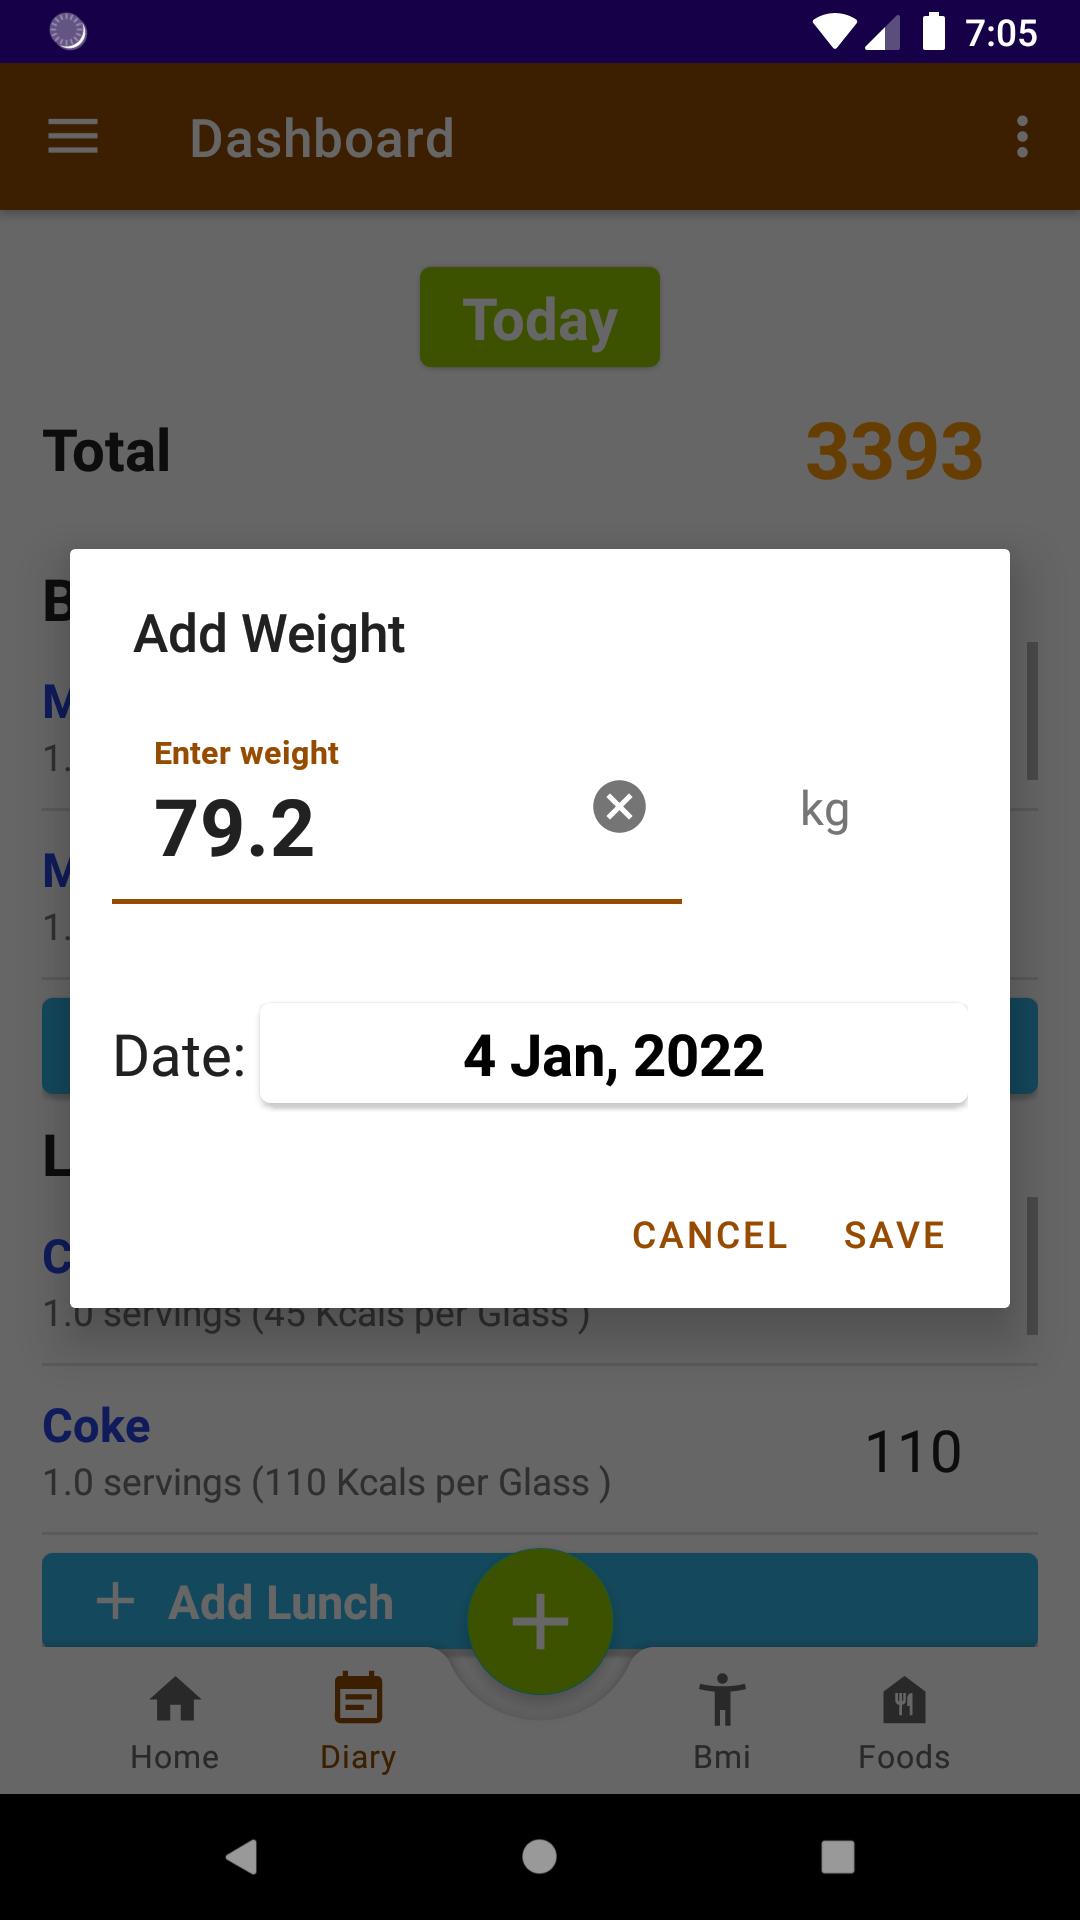 7:05
Dashboard
Today
Total 3393
Add Weight
Enter weight
79.2 kg
Date: 4 Jan, 2022
CANCEL SAVE
1.0 servings (45 Kcals per Glass )
Coke 110
1.0 servings (110 Kcals per Glass )
Add Lunch
Home Diary Bmi Foods